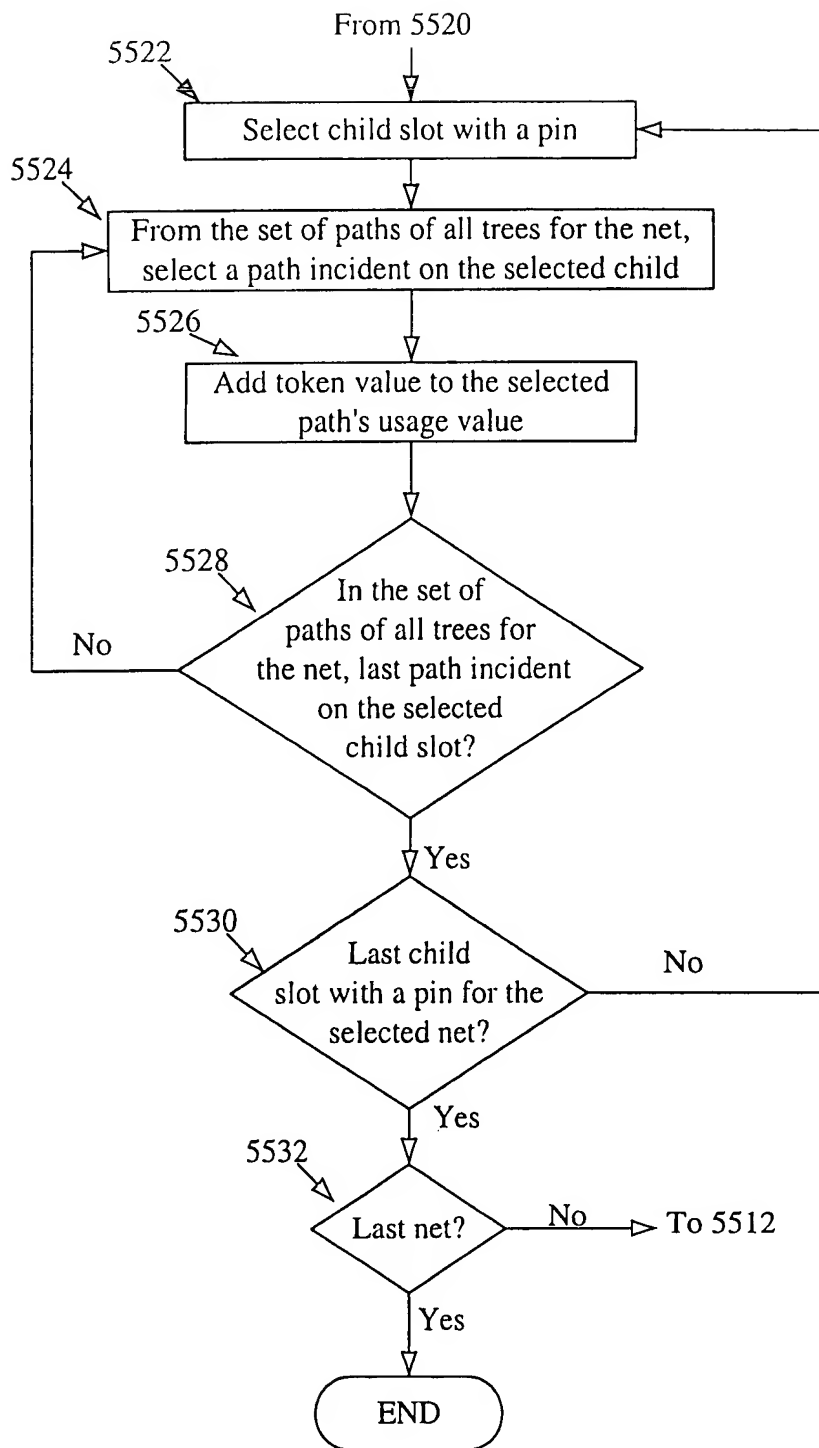 From 5520
5522
Select child slot with a pin
5524
From the set of paths of all trees for the net,
select a path incident on the selected child
5526
Add token value to the selected
path's usage value
5528
In the set of
paths of all trees for
the net, last path incident
on the selected
child slot?
No
Yes
5530
Last child
slot with a pin for the
selected net?
No
Yes
5532
Last net?
No
To 5512
Yes
END